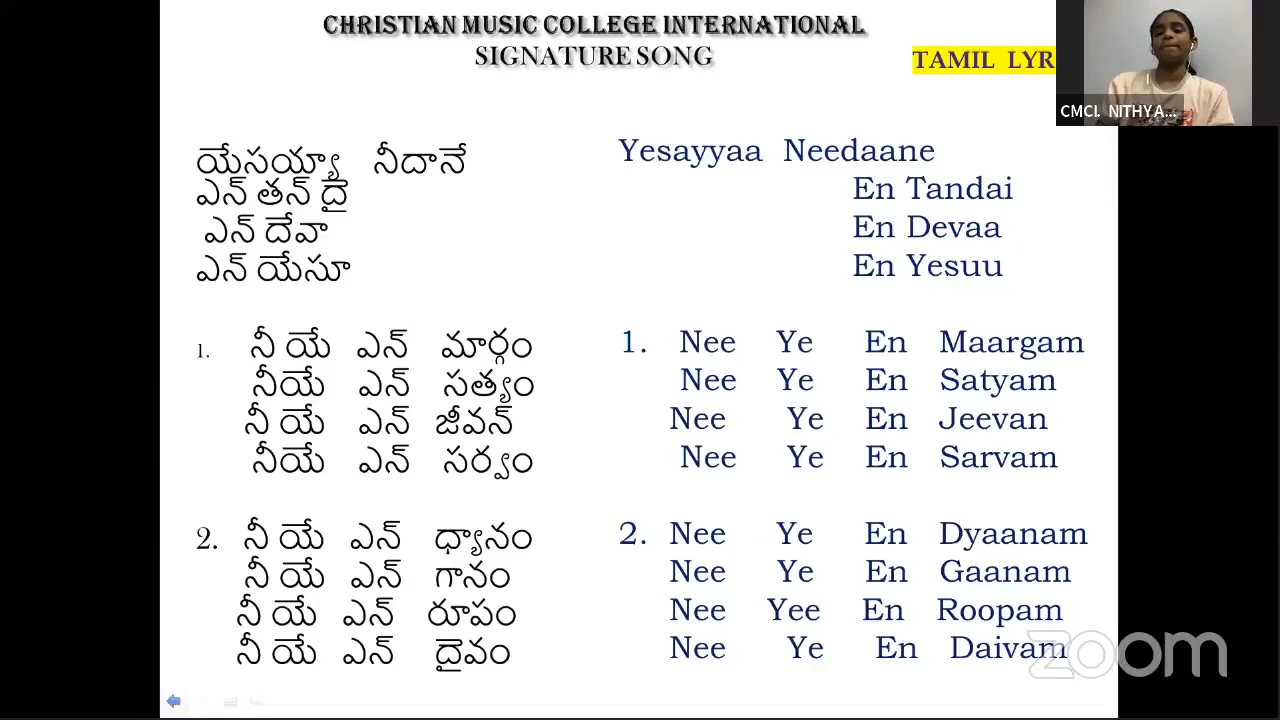 CHRISTIAN MUSIC COLLEGE INTERNATIONAL
SIGNATURE SONG
TAMIL LYR
CMCI. NITHYA...
యేసయ్యా నీదానే
ఎన్ తన్ దై
ఎన్ దేవా
ఎన్ యేసూ
Yesayyaa Needaane
En Tandai
En Devaa
En Yesuu
1. నీ యే ఎన్ మార్గం
నీయే ఎన్ సత్యం
నీ యే ఎన్ జీవన్
నీయే ఎన్ సర్వం
1. Nee Ye En Maargam
Nee Ye En Satyam
Nee Ye En Jeevan
Nee Ye En Sarvam
2. నీ యే ఎన్ ధ్యానం
నీ యే ఎన్ గానం
నీ యే ఎన్ రూపం
నీ యే ఎన్ దైవం
2. Nee Ye En Dyaanam
Nee Ye En Gaanam
Nee Yee En Roopam
Nee Ye En Daivam
zoom